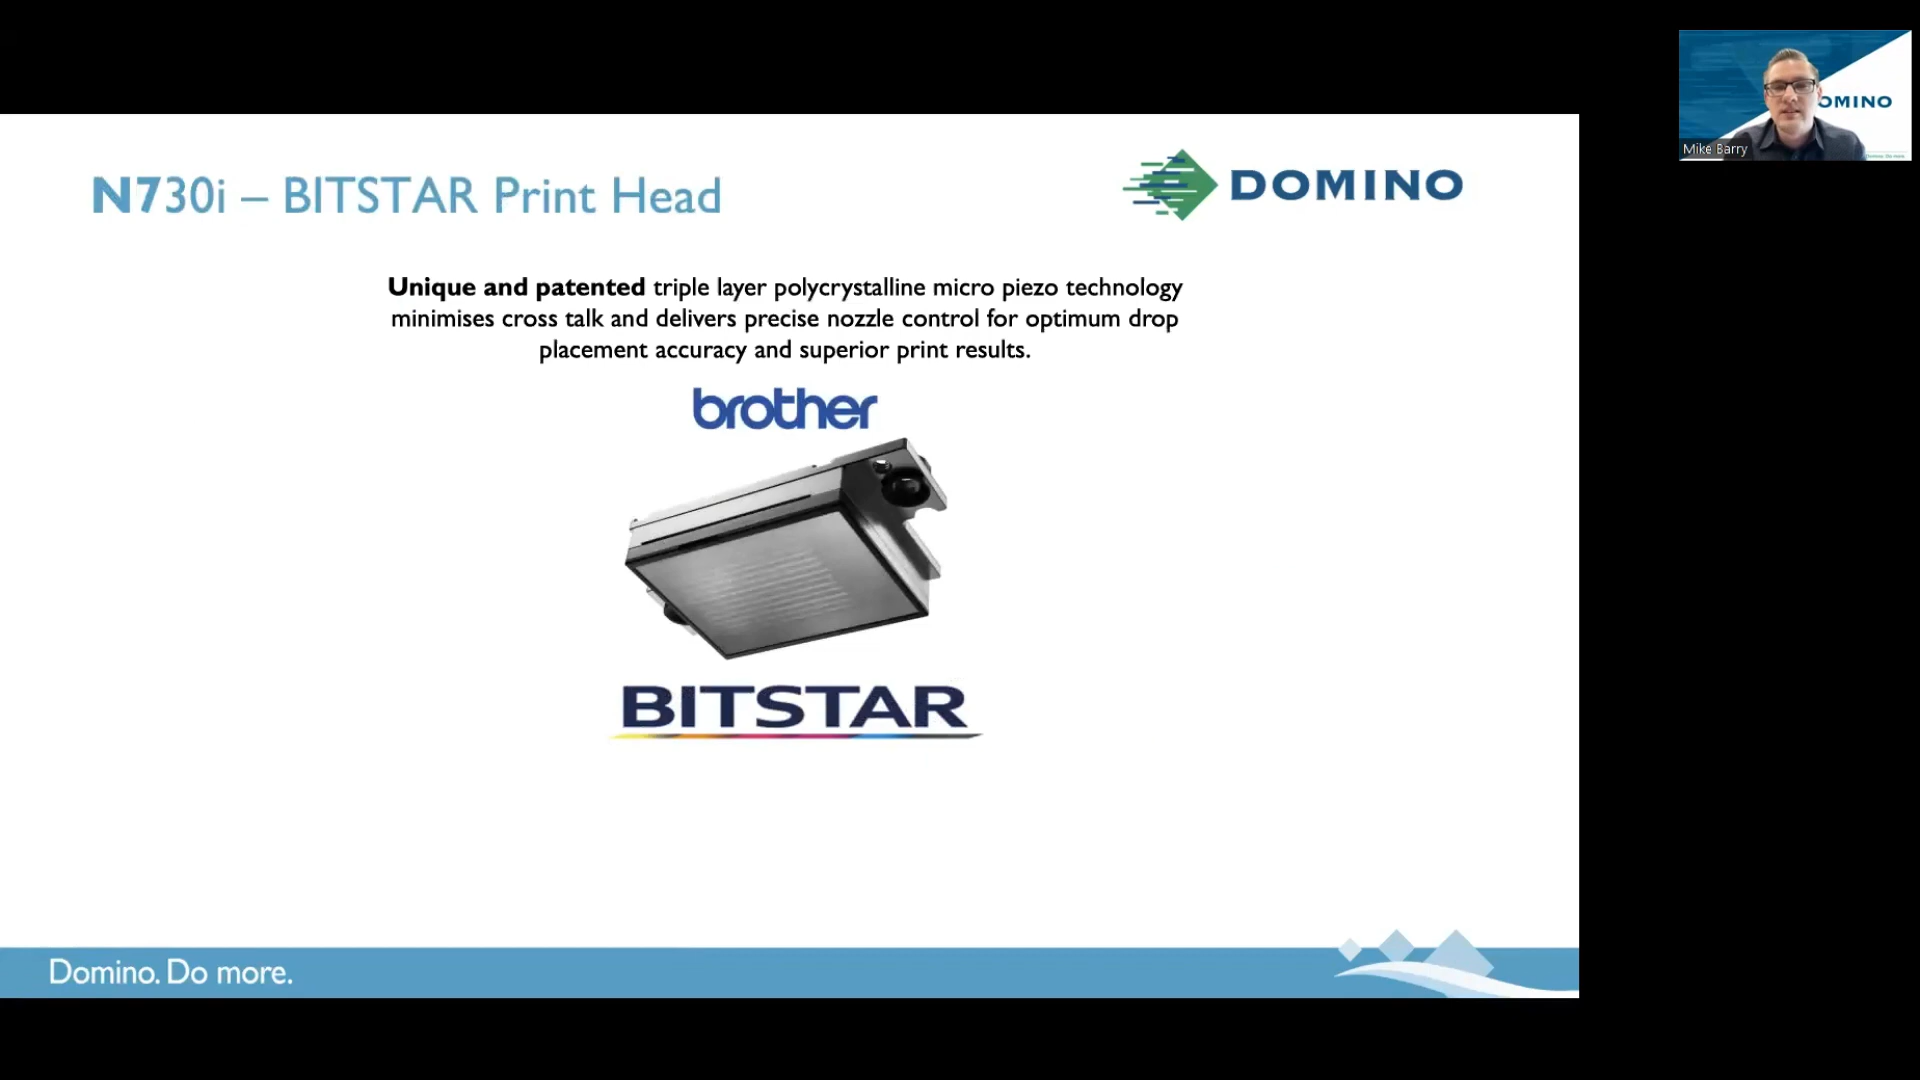 N730i – BITSTAR Print Head
DOMINO
Unique and patented triple layer polycrystalline micro piezo technology
minimises cross talk and delivers precise nozzle control for optimum drop
placement accuracy and superior print results.
brother
BITSTAR
Domino. Do more.
OMINO
Mike Barry